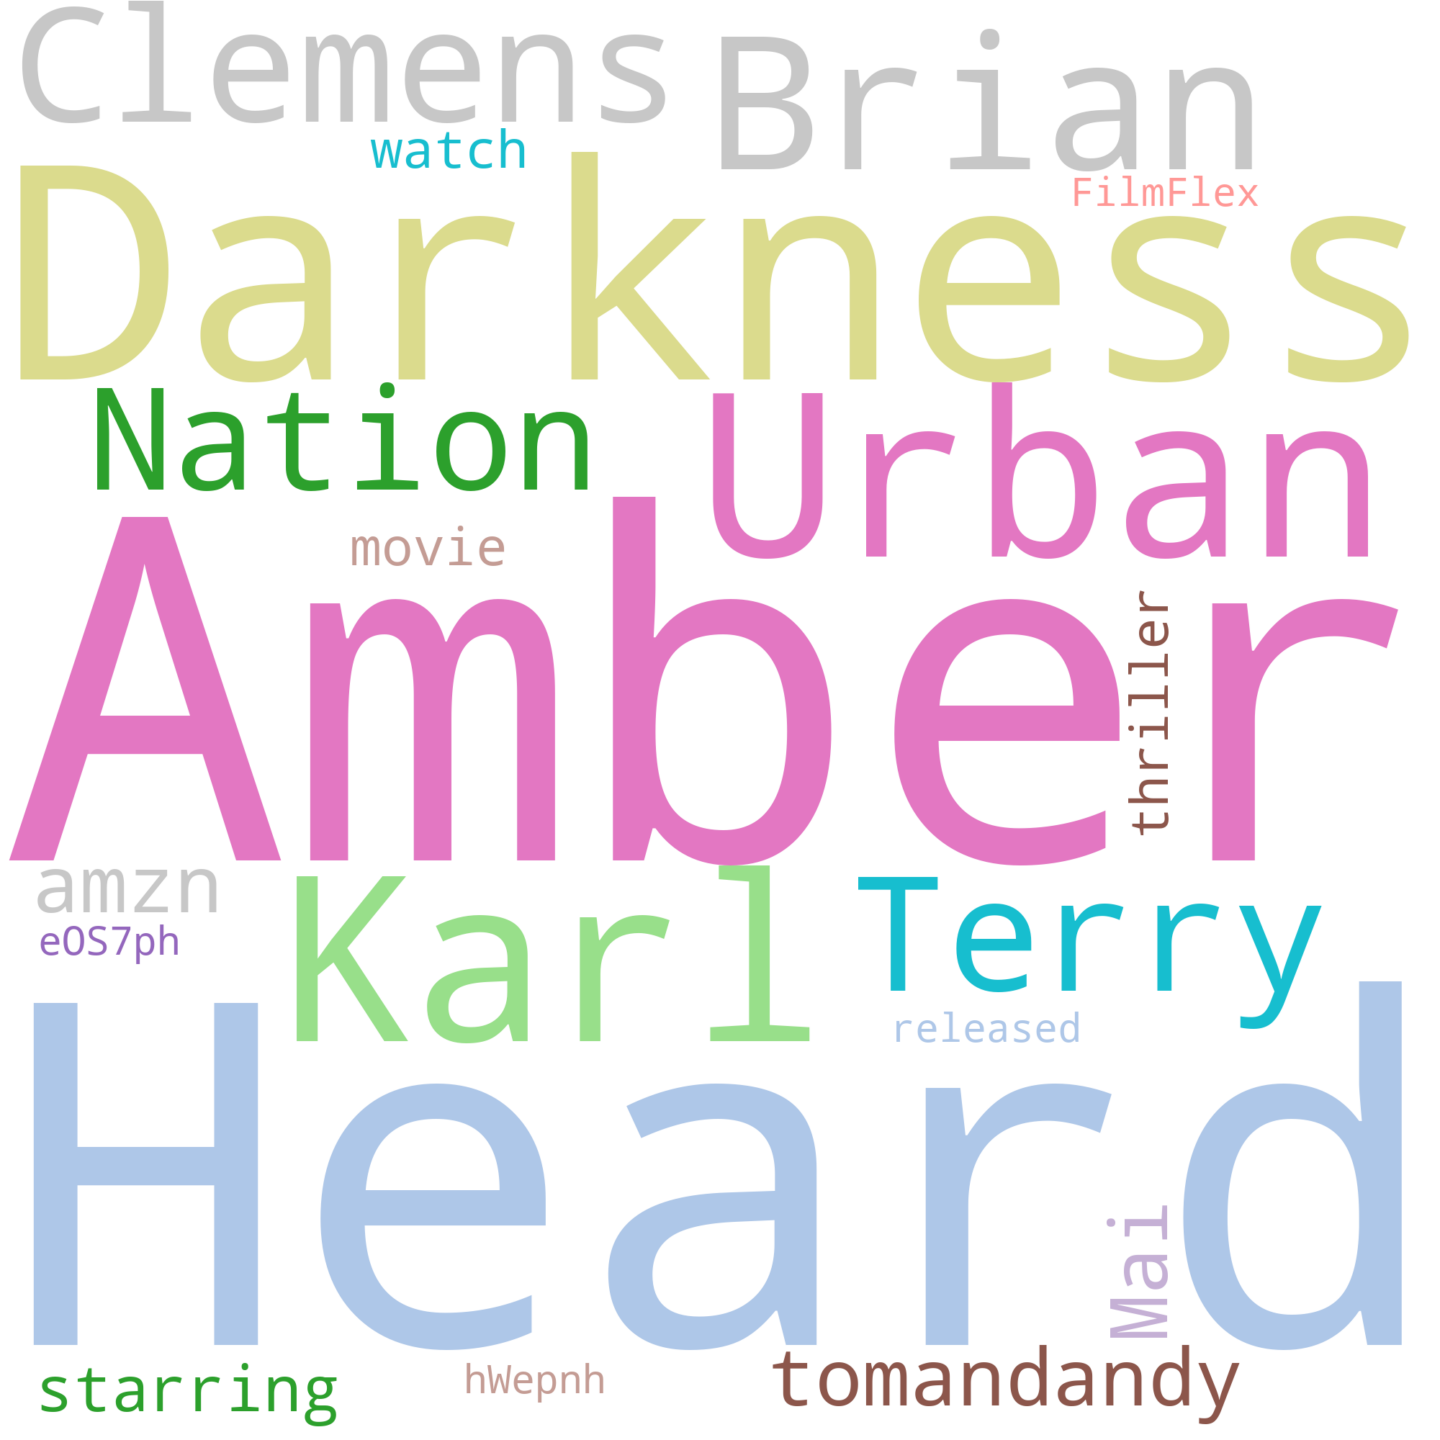 Clemens Brian
watch
FilmFlex
Darkness
Nation Urban
movie
Amber
thriller
amzn
Karl Terry
eOS7ph
released
Heard
Mai
starring hWepnh tomandandy